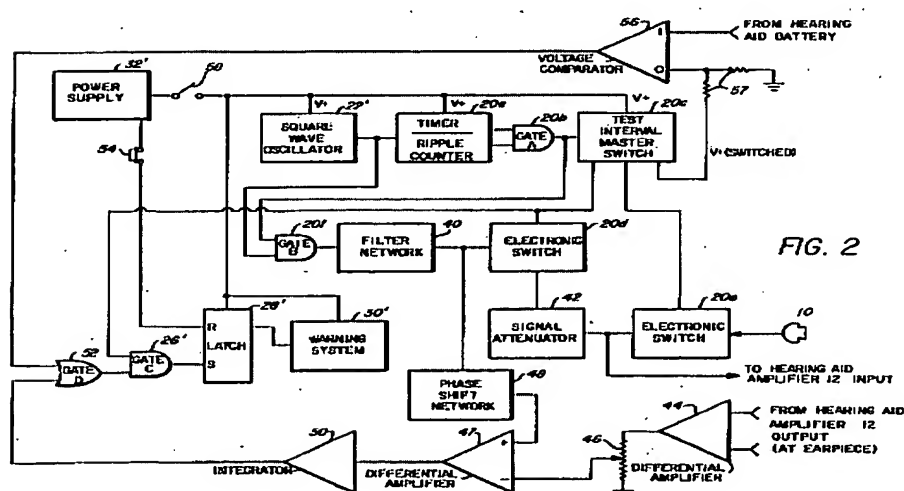 56
FROM HEARING
AID BATTERY
VOLTAGE
COMPARATOR
57
32'
POWER
SUPPLY
50
54
V+
22'
SQUARE
WAVE
OSCILLATOR
V+
20a
TIMER
RIPPLE
COUNTER
20b
GATE
A
V+
20c
TEST
INTERVAL
MASTER
SWITCH
V+(SWITCHED)
20f
GATE
B
40
FILTER
NETWORK
20d
ELECTRONIC
SWITCH
FIG. 2
42
SIGNAL
ATTENUATOR
20e
ELECTRONIC
SWITCH
10
TO HEARING AID
AMPLIFIER 12 INPUT
52
GATE
D
26'
GATE
C
28'
R
LATCH
S
30'
WARNING
SYSTEM
48
PHASE
SHIFT
NETWORK
50
INTEGRATOR
47
+
−
DIFFERENTIAL
AMPLIFIER
46
44
DIFFERENTIAL
AMPLIFIER
FROM HEARING AID
AMPLIFIER 12
OUTPUT
(AT EARPIECE)